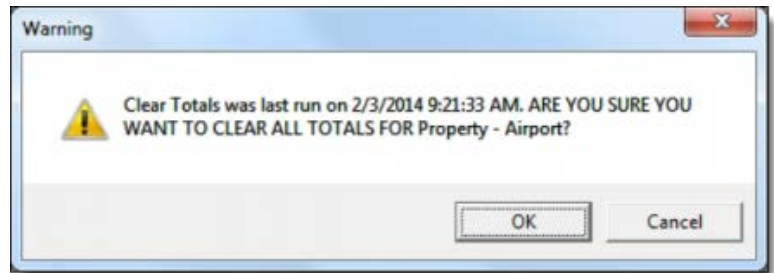 Warning
Clear Totals was last run on 2/3/2014 9:21:33 AM. ARE YOU SURE YOU
WANT TO CLEAR ALL TOTALS FOR Property - Airport?
OK
Cancel